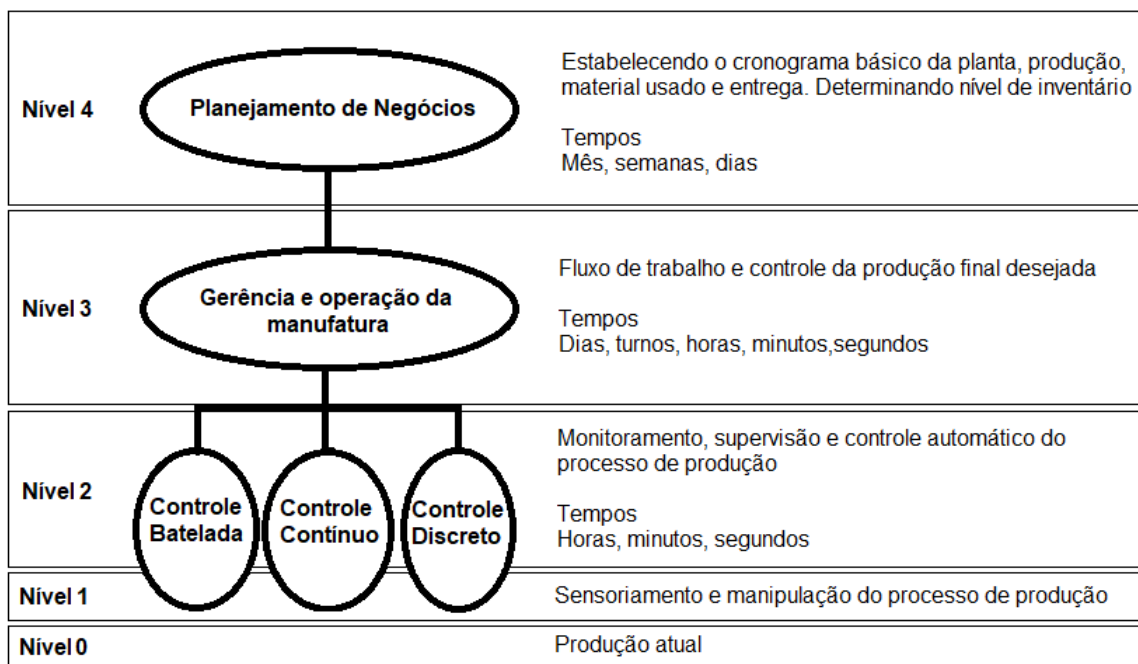 Nível 4
Planejamento de Negócios
Estabelecendo o cronograma básico da planta, produção,
material usado e entrega. Determinando nível de inventário
Tempos
Mês, semanas, dias
Nível 3
Gerência e operação da
manufatura
Fluxo de trabalho e controle da produção final desejada
Tempos
Dias, turnos, horas, minutos,segundos
Nível 2
Controle
Batelada
Controle
Contínuo
Controle
Discreto
Monitoramento, supervisão e controle automático do
processo de produção
Tempos
Horas, minutos, segundos
Nível 1
Sensoriamento e manipulação do processo de produção
Nível 0
Produção atual